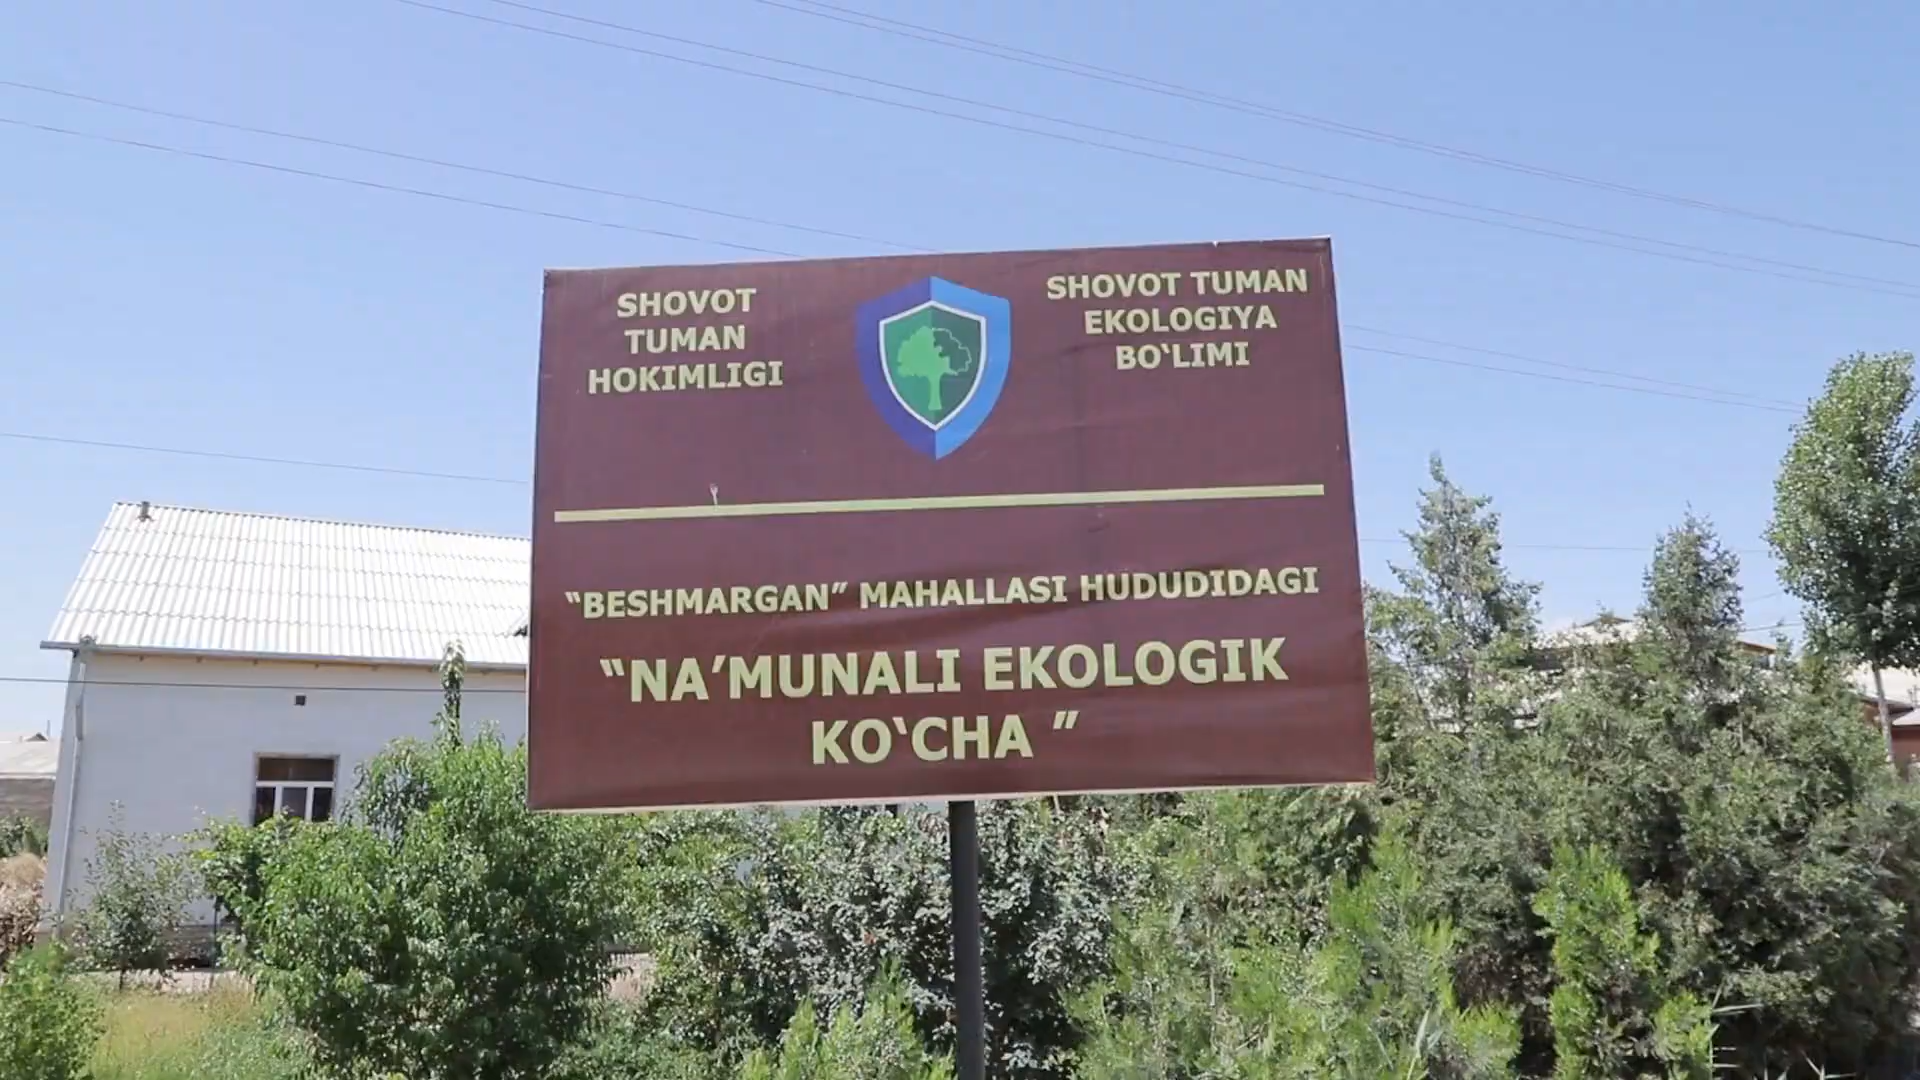 SHOVOT
TUMAN
HOKIMLIGI
SHOVOT TUMAN
EKOLOGIYA
BO‘LIMI
“BESHMARGAN” MAHALLASI HUDUDIDAGI
“NA’MUNALI EKOLOGIK
KO‘CHA ”